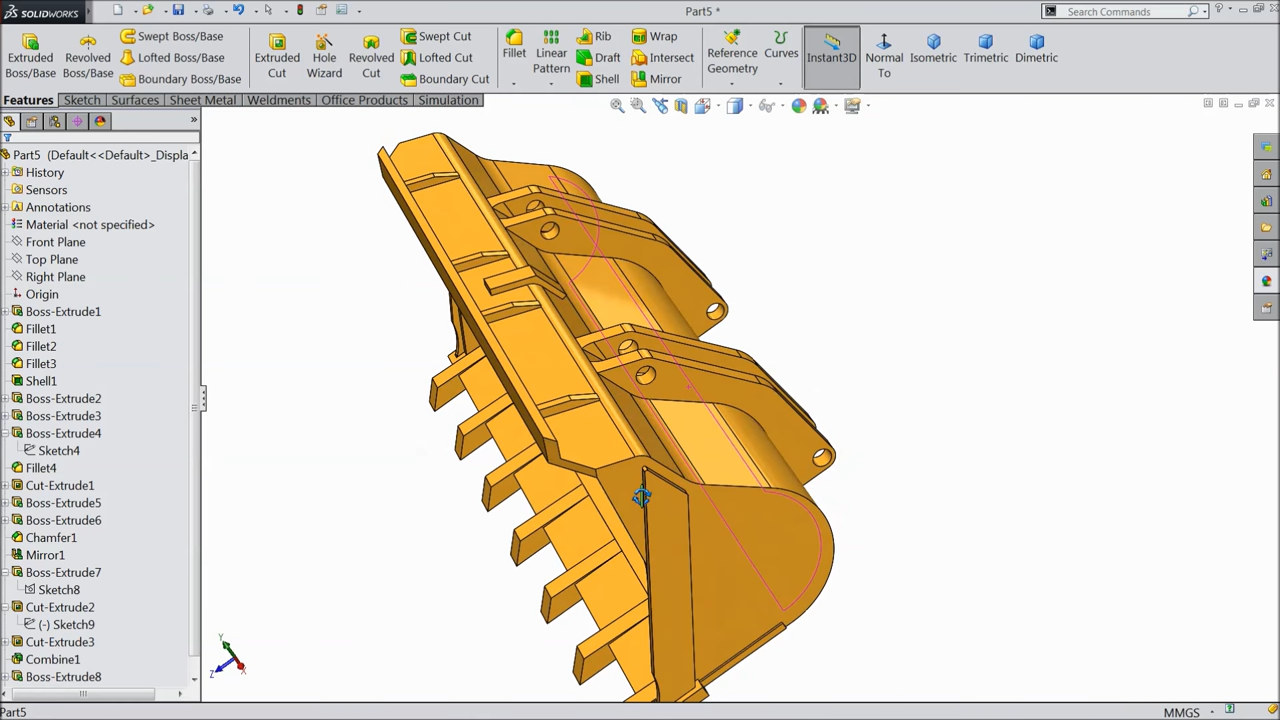 SOLIDWORKS
Part5 *
Search Commands
Extruded Boss/Base
Revolved Boss/Base
Swept Boss/Base
Lofted Boss/Base
Boundary Boss/Base
Extruded Cut
Hole Wizard
Revolved Cut
Swept Cut
Lofted Cut
Boundary Cut
Fillet
Linear Pattern
Rib
Draft
Shell
Wrap
Intersect
Mirror
Reference Geometry
Curves
Instant3D
Normal To
Isometric
Trimetric
Dimetric
Features
Sketch
Surfaces
Sheet Metal
Weldments
Office Products
Simulation
Part5 (Default<<Default>_Displa
History
Sensors
Annotations
Material <not specified>
Front Plane
Top Plane
Right Plane
Origin
Boss-Extrude1
Fillet1
Fillet2
Fillet3
Shell1
Boss-Extrude2
Boss-Extrude3
Boss-Extrude4
Sketch4
Fillet4
Cut-Extrude1
Boss-Extrude5
Boss-Extrude6
Chamfer1
Mirror1
Boss-Extrude7
Sketch8
Cut-Extrude2
(-) Sketch9
Cut-Extrude3
Combine1
Boss-Extrude8
Y
Z
X
Part5
MMGS